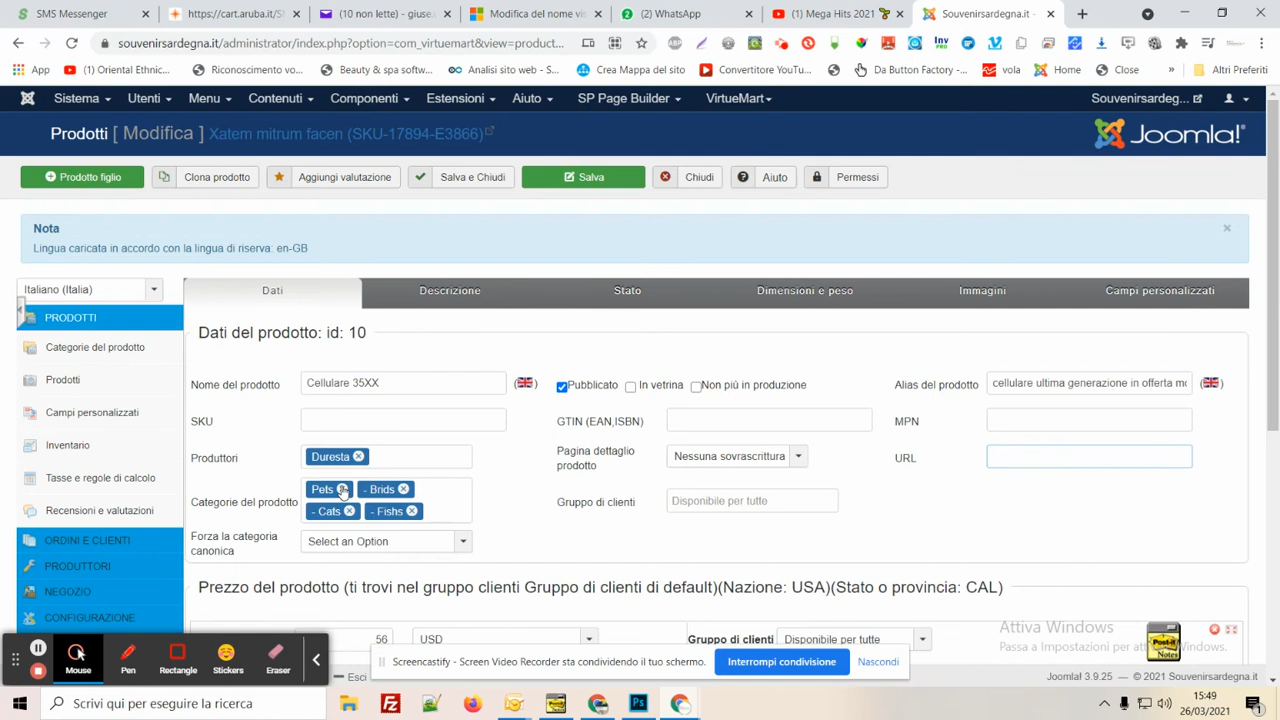 SMS Messenger
https://cart.aruba.it/S
(10 non lette) - giuse
Modifica del nome vis
(2) WhatsApp
(1) Mega Hits 2021
Souvenirsardegna.it -
souvenirsardegna.it/administrator/index.php?option=com_virtuemart&view=produc...
App
(1) Oriental Ethnic...
Riconoscimento vo...
Beauty & spa softw...
Analisi sito web - S...
Crea Mappa del sito
Convertitore YouTu...
Da Button Factory -...
vola
Home
Close
»
Altri Preferiti
Sistema
Utenti
Menu
Contenuti
Componenti
Estensioni
Aiuto
SP Page Builder
VirtueMart
Souvenirsardeg...
Prodotti [ Modifica ] Xatem mitrum facen (SKU-17894-E3866)
Joomla!®
Prodotto figlio
Clona prodotto
Aggiungi valutazione
Salva e Chiudi
Salva
Chiudi
Aiuto
Permessi
Nota
Lingua caricata in accordo con la lingua di riserva: en-GB
Italiano (Italia)
Dati
Descrizione
Stato
Dimensioni e peso
Immagini
Campi personalizzati
PRODOTTI
Categorie del prodotto
Prodotti
Campi personalizzati
Inventario
Tasse e regole di calcolo
Recensioni e valutazioni
ORDINI E CLIENTI
PRODUTTORI
NEGOZIO
CONFIGURAZIONE
Dati del prodotto: id: 10
Nome del prodotto
Cellulare 35XX
Pubblicato
In vetrina
Non più in produzione
Alias del prodotto
cellulare ultima generazione in offerta mo
SKU
GTIN (EAN,ISBN)
MPN
Produttori
Duresta
Pagina dettaglio
prodotto
Nessuna sovrascrittura
URL
Categorie del prodotto
Pets
- Brids
- Cats
- Fishs
Gruppo di clienti
Disponibile per tutte
Forza la categoria
canonica
Select an Option
Prezzo del prodotto (ti trovi nel gruppo clienti Gruppo di clienti di default)(Nazione: USA)(Stato o provincia: CAL)
56
USD
Gruppo di clienti
Disponibile per tutte
Attiva Windows
Passa a Impostazioni per attivare Windows.
Post-it
Notes
Mouse
Pen
Rectangle
Stickers
Eraser
Screencastify - Screen Video Recorder sta condividendo il tuo schermo.
Interrompi condivisione
Nascondi
Esci
Joomla! 3.9.25 — © 2021 Souvenirsardegna.it
Scrivi qui per eseguire la ricerca
15:49
26/03/2021